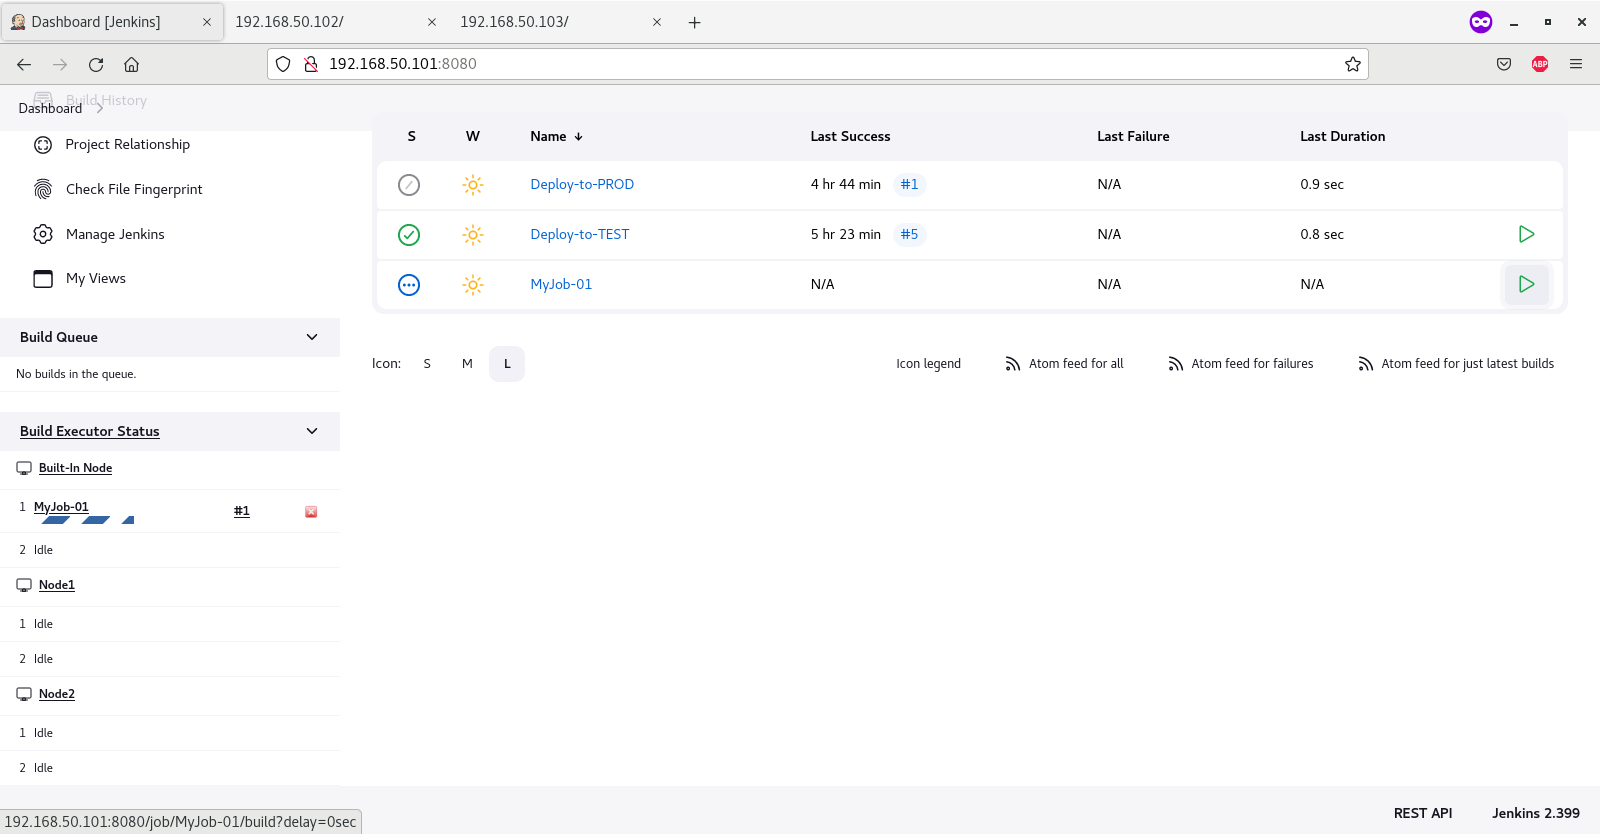 Dashboard [Jenkins]
192.168.50.102/
192.168.50.103/
192.168.50.101:8080
ABP
Build History
Dashboard
Project Relationship
Check File Fingerprint
Manage Jenkins
My Views
Build Queue
No builds in the queue.
Build Executor Status
Built-In Node
1 MyJob-01 #1
2 Idle
Node1
1 Idle
2 Idle
Node2
1 Idle
2 Idle
S W Name ↓ Last Success Last Failure Last Duration
Deploy-to-PROD 4 hr 44 min #1 N/A 0.9 sec
Deploy-to-TEST 5 hr 23 min #5 N/A 0.8 sec
MyJob-01 N/A N/A N/A
Icon: S M L
Icon legend Atom feed for all Atom feed for failures Atom feed for just latest builds
REST API Jenkins 2.399
192.168.50.101:8080/job/MyJob-01/build?delay=0sec